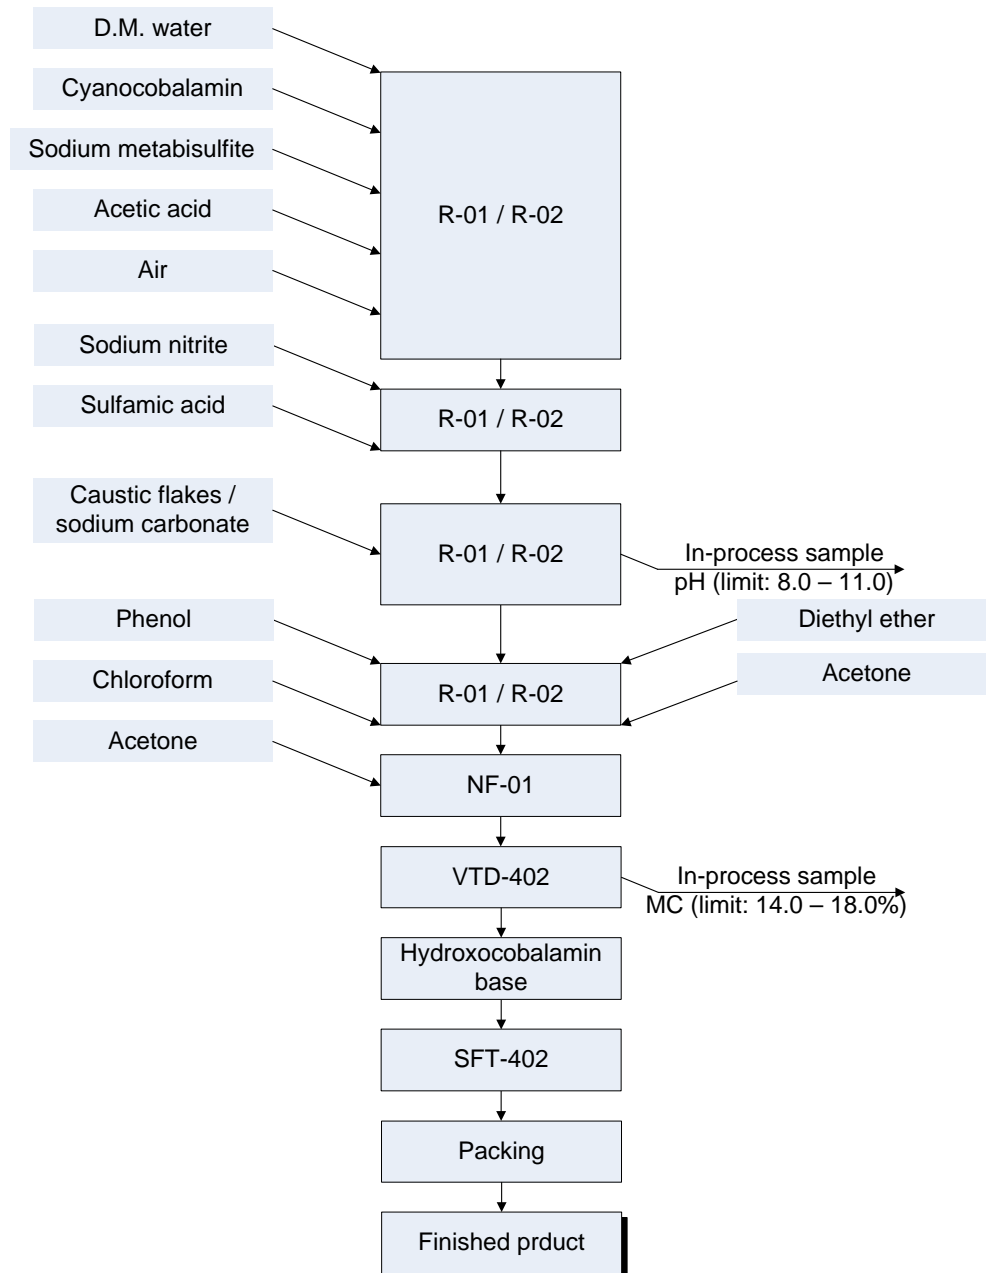 D.M. water
Cyanocobalamin
Sodium metabisulfite
Acetic acid
R-01 / R-02
Air
Sodium nitrite
Sulfamic acid
R-01 / R-02
Caustic flakes /
sodium carbonate
R-01 / R-02
In-process sample
pH (limit: 8.0 – 11.0)
Phenol
Diethyl ether
Chloroform
R-01 / R-02
Acetone
Acetone
NF-01
VTD-402
In-process sample
MC (limit: 14.0 – 18.0%)
Hydroxocobalamin
base
SFT-402
Packing
Finished prduct